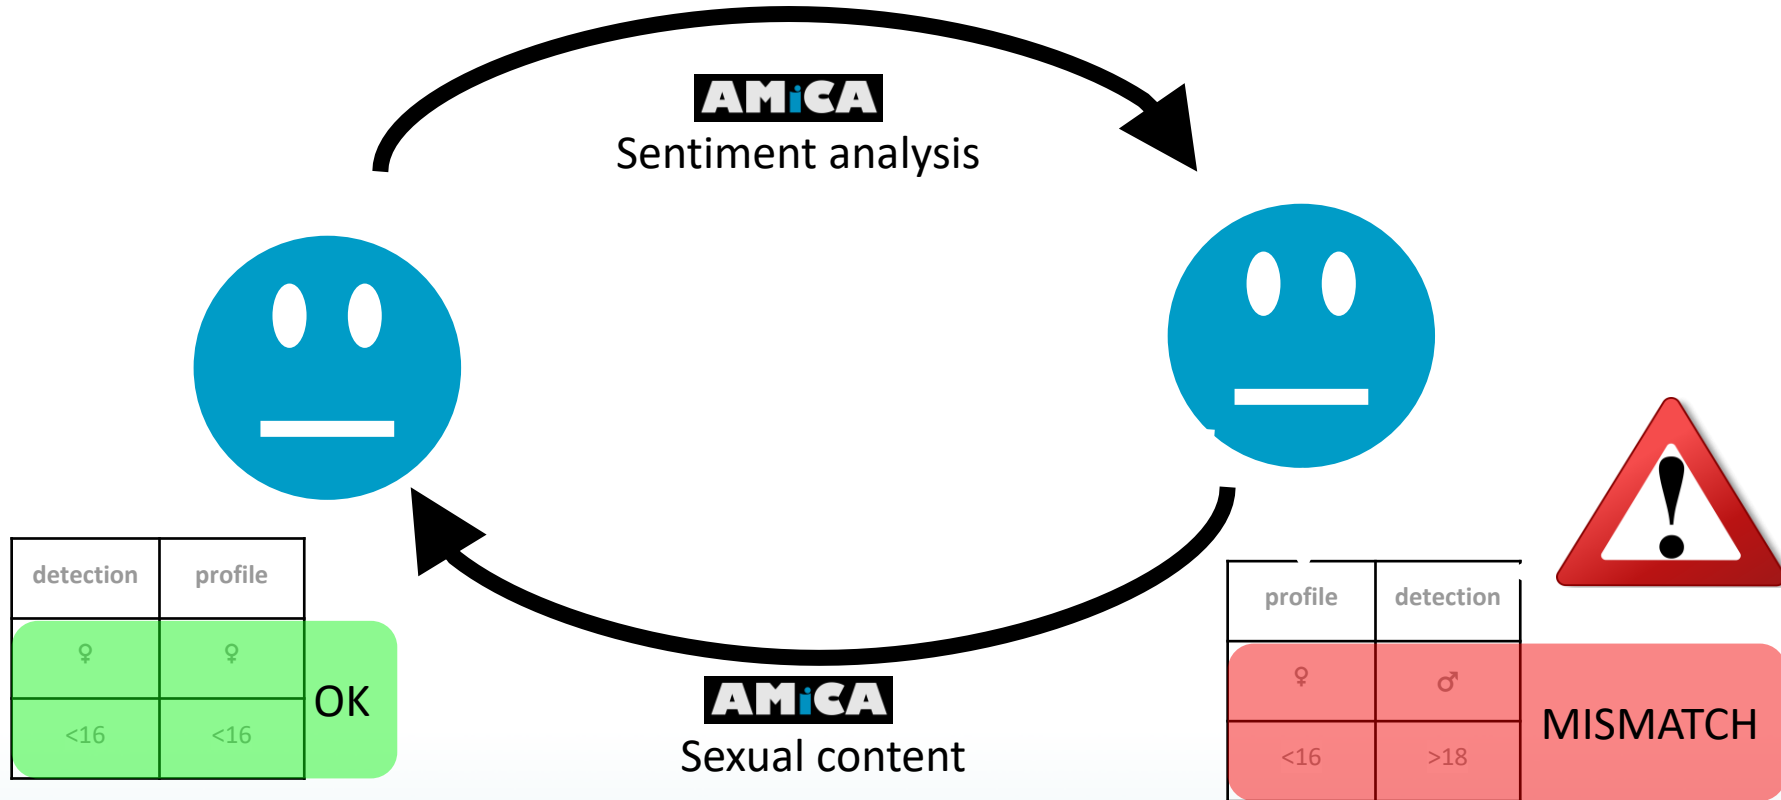 AMiCA
Sentiment analysis
detection profile
♀ ♀
<16 <16
OK
profile detection
♀ ♂
<16 >18
MISMATCH
AMiCA
Sexual content